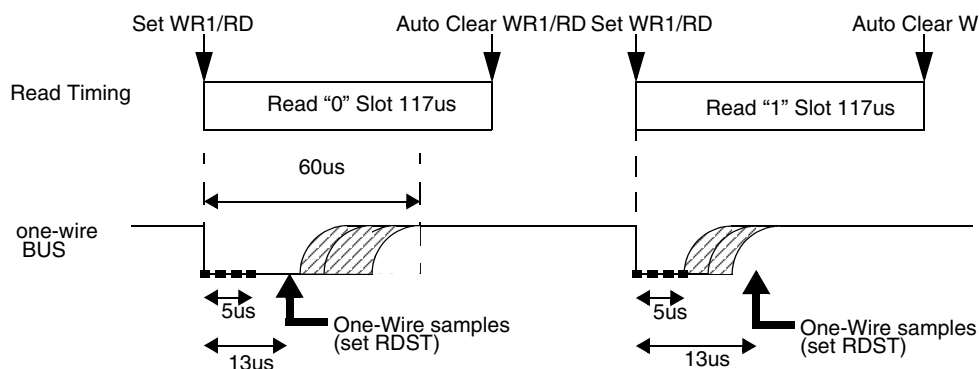 Set WR1/RD Auto Clear WR1/RD Set WR1/RD Auto Clear W
Read Timing
Read “0” Slot 117us
Read “1” Slot 117us
60us
one-wire
BUS
5us
One-Wire samples
(set RDST)
13us
5us
One-Wire samples
(set RDST)
13us